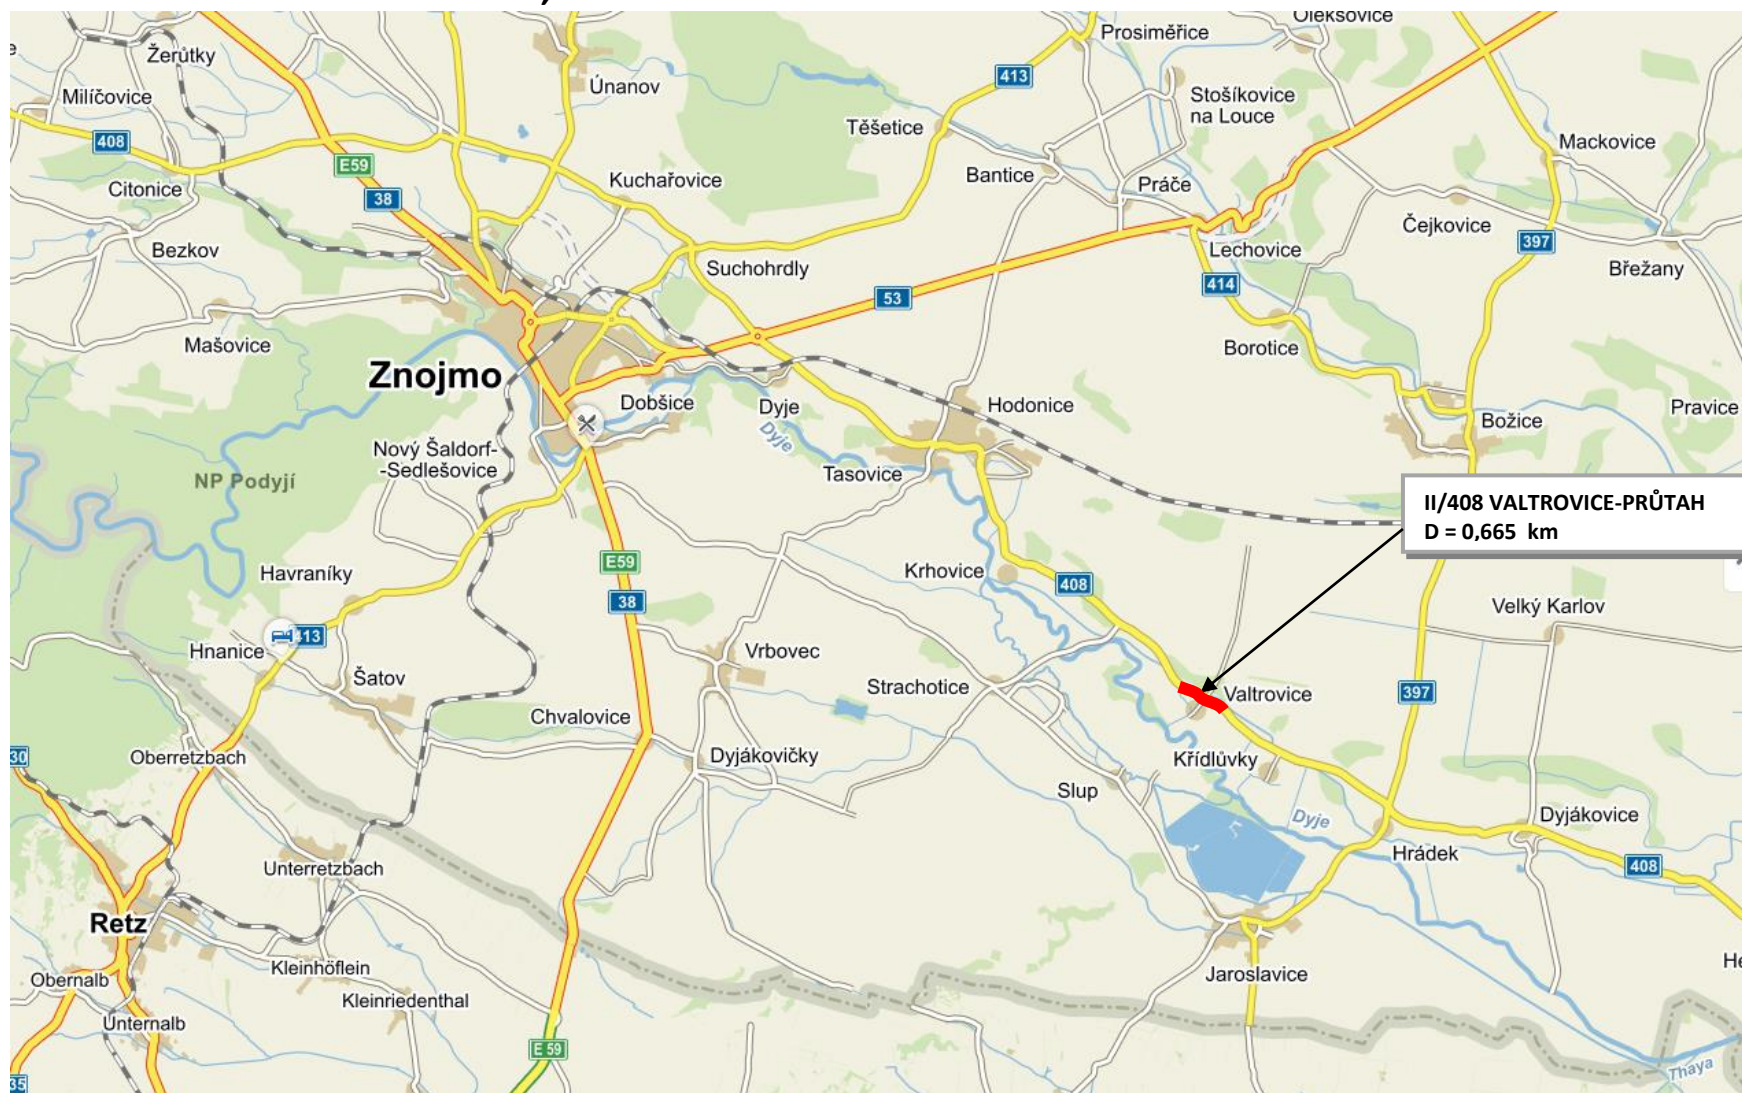 Žerůtky
Únanov
Prosiměřice
Oleksovice
Milíčovice
413
Stošíkovice
na Louce
408
Těšetice
Mackovice
E59
Citonice
38
Kuchařovice
Bantice
Práče
Čejkovice
397
Bezkov
Suchohrdly
Lechovice
Břežany
53
414
Mašovice
Borotice
Znojmo
Dobšice
Dyje
Hodonice
Božice
Pravice
Dyje
Nový Šaldorf-
-Sedlešovice
NP Podyjí
Tasovice
II/408 VALTROVICE-PRŮTAH
D = 0,665 km
E59
Havraníky
Krhovice
408
38
Velký Karlov
413
Hnanice
Vrbovec
Šatov
Strachotice
Valtrovice
397
Chvalovice
30
Oberretzbach
Dyjákovičky
Křídlůvky
Slup
Dyje
Dyjákovice
Hrádek
Unterretzbach
408
Retz
Kleinhöflein
Jaroslavice
He
Obernalb
Kleinriedenthal
Unternalb
E 59
Thaya
35